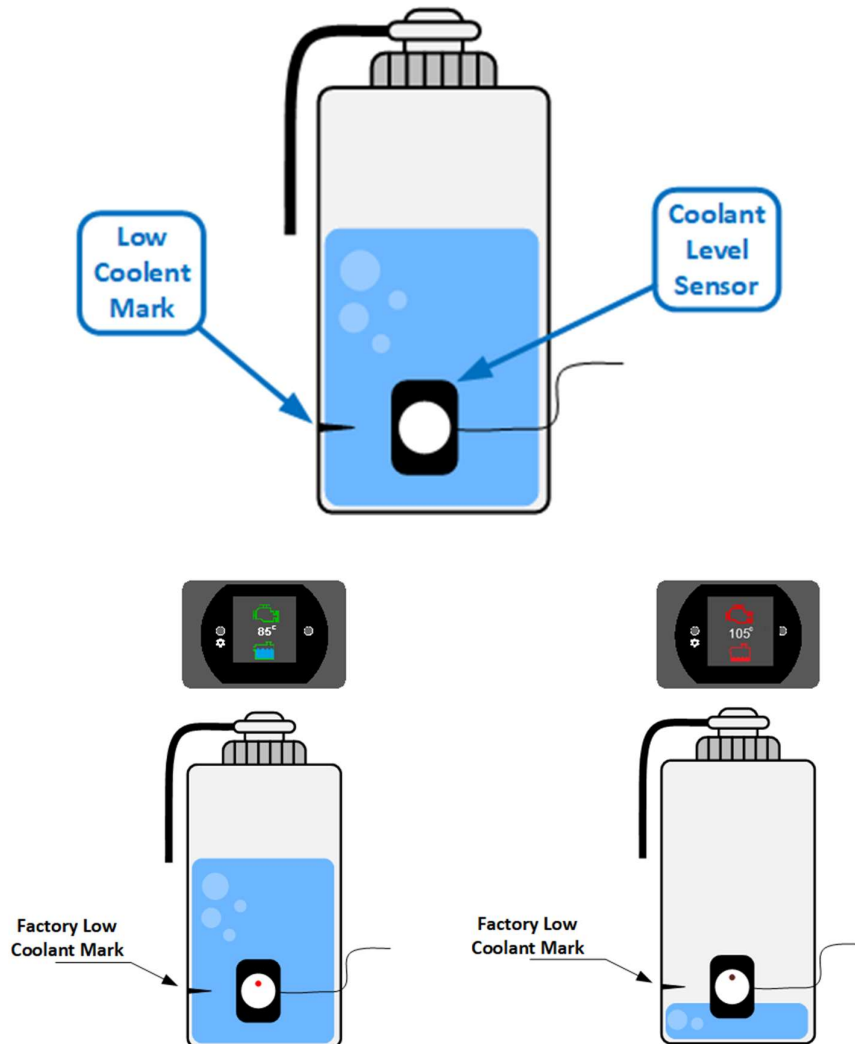 Low
Coolent
Mark
Coolant
Level
Sensor
85°
105°
Factory Low
Coolant Mark
Factory Low
Coolant Mark